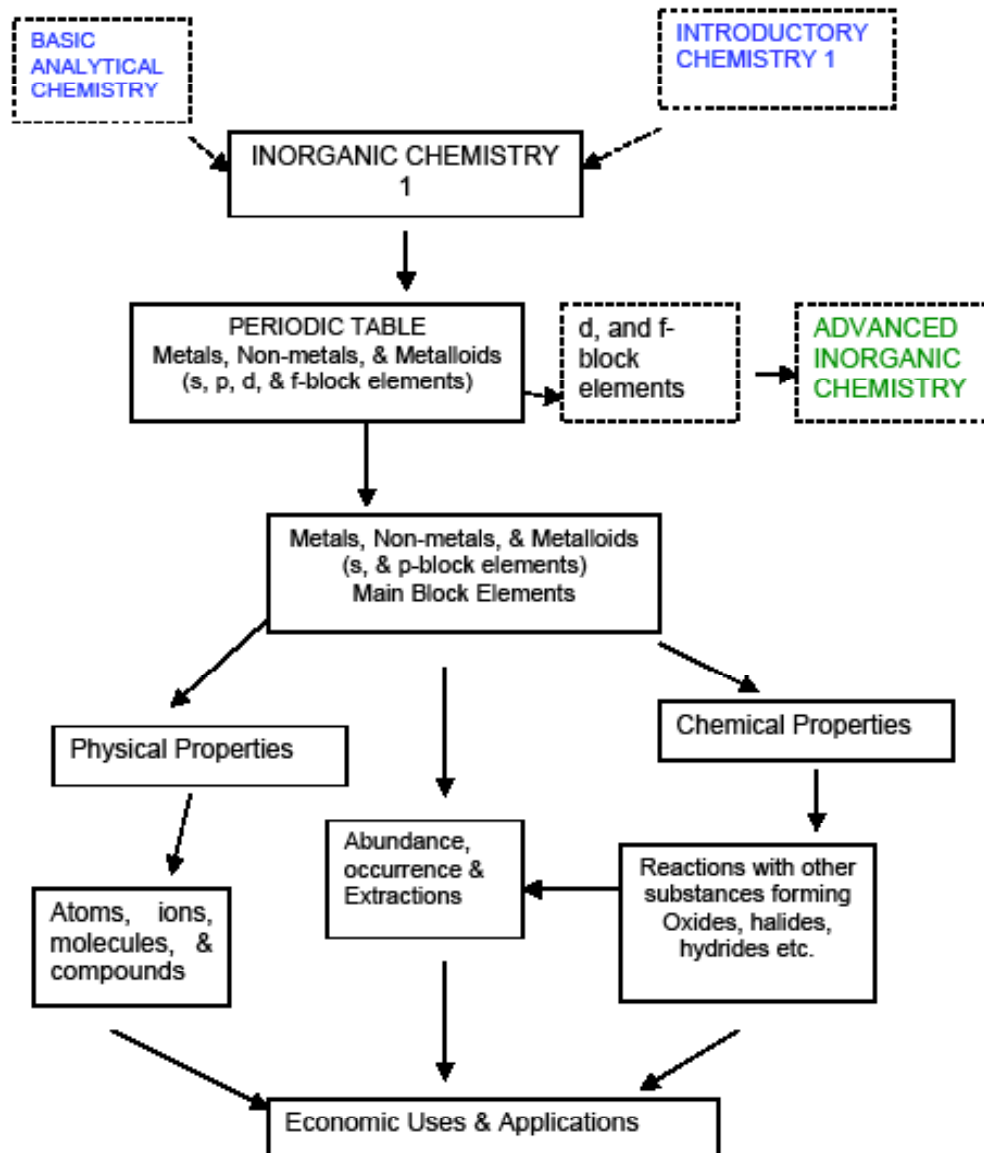 BASIC
ANALYTICAL
CHEMISTRY
INTRODUCTORY
CHEMISTRY 1
INORGANIC CHEMISTRY
1
PERIODIC TABLE
Metals, Non-metals, & Metalloids
(s, p, d, & f-block elements)
d, and f-
block
elements
ADVANCED
INORGANIC
CHEMISTRY
Metals, Non-metals, & Metalloids
(s, & p-block elements)
Main Block Elements
Physical Properties
Chemical Properties
Abundance,
occurrence &
Extractions
Reactions with other
substances forming
Oxides, halides,
hydrides etc.
Atoms, ions,
molecules, &
compounds
Economic Uses & Applications